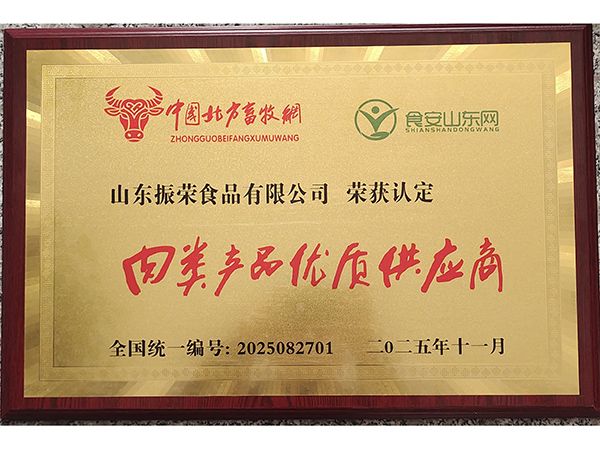 中國北方畜牧網
ZHONGGUOBEIFANGXUMUWANG
食安山东网
SHIANSHANDONGWANG
山东振荣食品有限公司 荣获认定
肉类产品优质供应商
全国统一编号: 2025082701 二〇二五年十一月